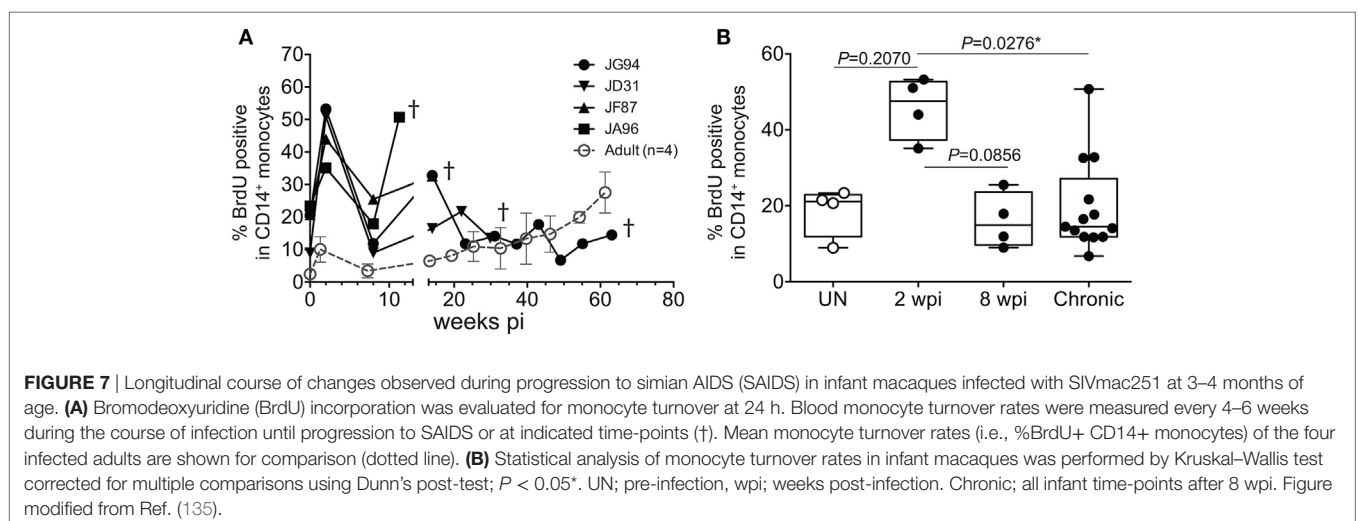 A
70
60
50
40
30
20
10
0
% BrdU positive
in CD14⁺ monocytes
†
†
†
†
JG94
JD31
JF87
JA96
Adult (n=4)
0 10 20 40 60 80
weeks pi
B
60
40
20
0
% BrdU positive
in CD14⁺ monocytes
P=0.0276*
P=0.2070
P=0.0856
UN 2 wpi 8 wpi Chronic
FIGURE 7 | Longitudinal course of changes observed during progression to simian AIDS (SAIDS) in infant macaques infected with SIVmac251 at 3–4 months of
age. (A) Bromodeoxyuridine (BrdU) incorporation was evaluated for monocyte turnover at 24 h. Blood monocyte turnover rates were measured every 4–6 weeks
during the course of infection until progression to SAIDS or at indicated time-points (†). Mean monocyte turnover rates (i.e., %BrdU+ CD14+ monocytes) of the four
infected adults are shown for comparison (dotted line). (B) Statistical analysis of monocyte turnover rates in infant macaques was performed by Kruskal–Wallis test
corrected for multiple comparisons using Dunn's post-test; P < 0.05*. UN; pre-infection, wpi; weeks post-infection. Chronic; all infant time-points after 8 wpi. Figure
modified from Ref. (135).